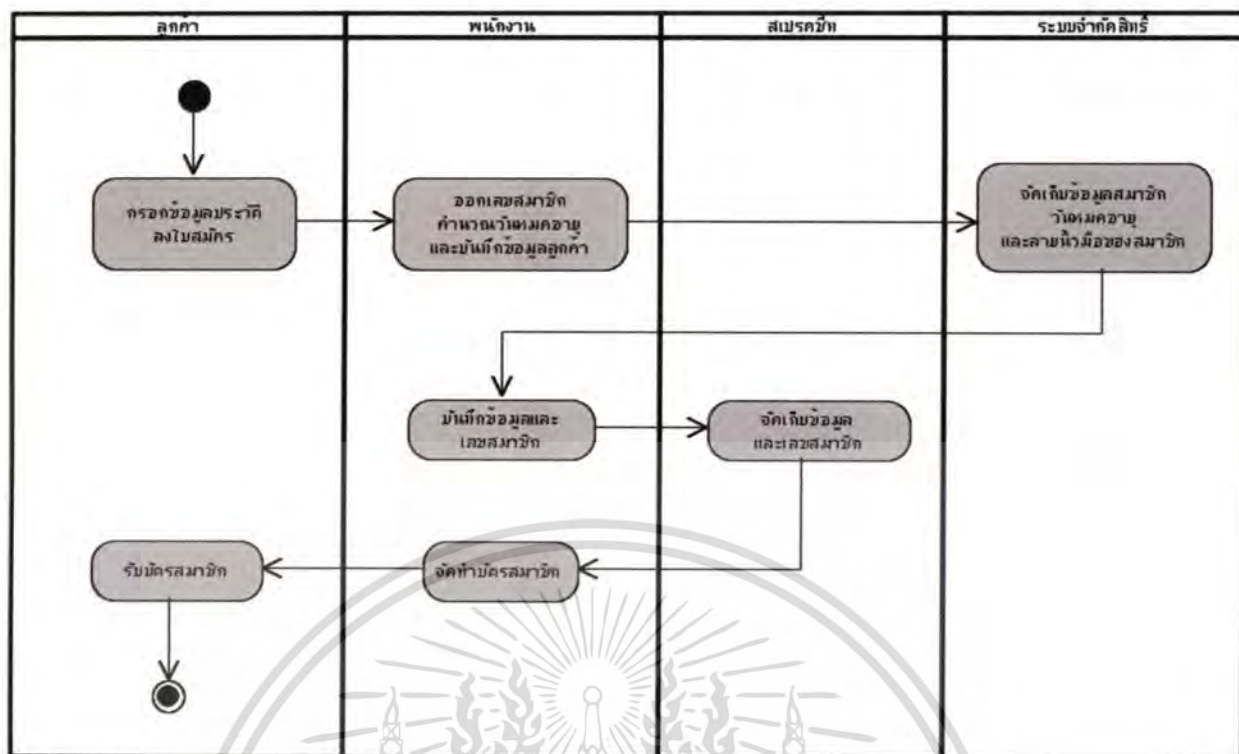 ลูกค้า
พนักงาน
สเปรดชีท
ระบบจำกัดสิทธิ์
กรอกข้อมูลประวัติ
ลงใบสมัคร
ออกเลขสมาชิก
คำนวณวันหมดอายุ
และบันทึกข้อมูลลูกค้า
จัดเก็บข้อมูลสมาชิก
วันหมดอายุ
และลายนิ้วมือของสมาชิก
บันทึกข้อมูลและ
เลขสมาชิก
จัดเก็บข้อมูล
และเลขสมาชิก
รับบัตรสมาชิก
จัดทำบัตรสมาชิก